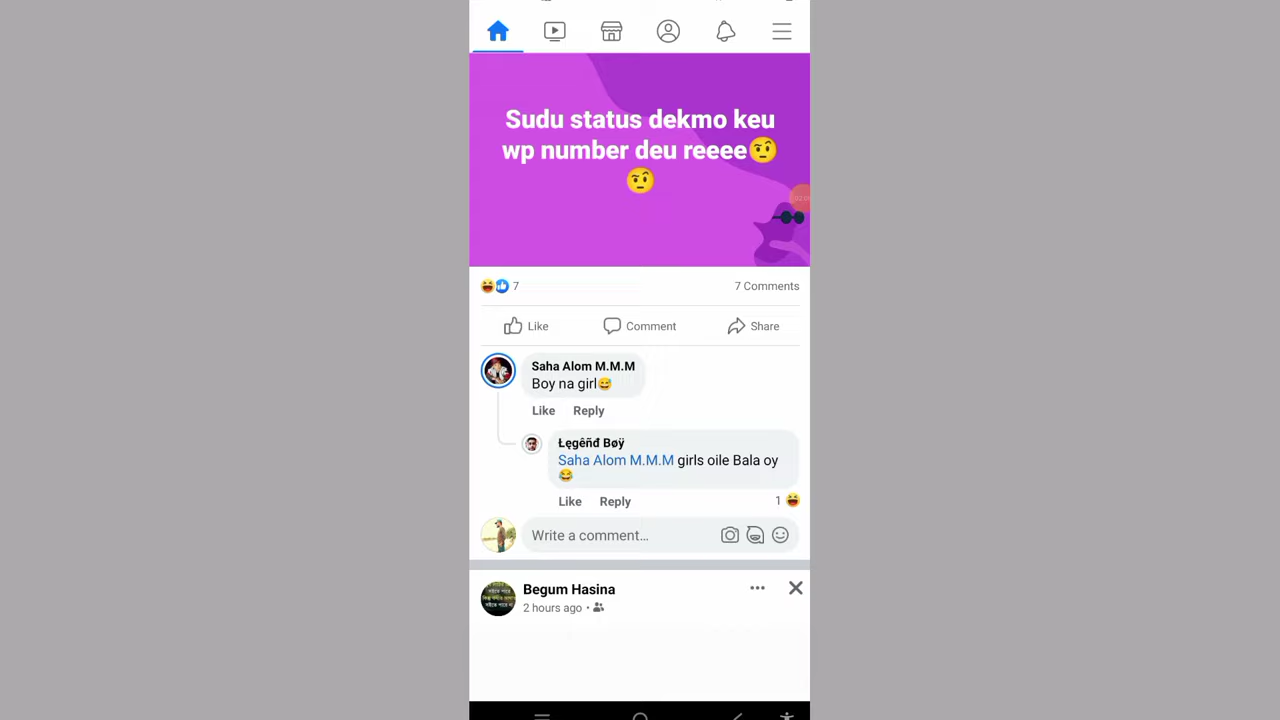 Sudu status dekmo keu
wp number deu reeee🤨
🤨
7
7 Comments
Like
Comment
Share
Saha Alom M.M.M
Boy na girl😅
Like Reply
Łęgêñđ Bøÿ
Saha Alom M.M.M girls oile Bala oy
😂
Like Reply
1
Write a comment...
Begum Hasina
2 hours ago •